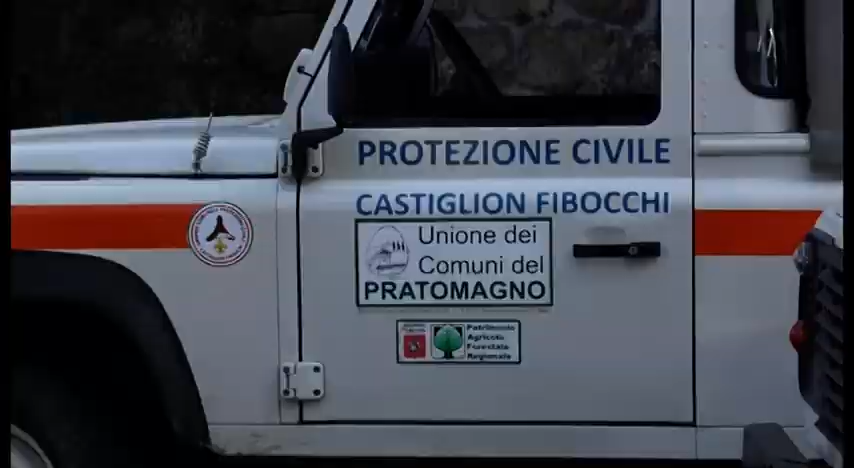 PROTEZIONE CIVILE
CASTIGLION FIBOCCHI
Unione dei
Comuni del
PRATOMAGNO
Patrimonio
Agricolo
Forestale
Regionale